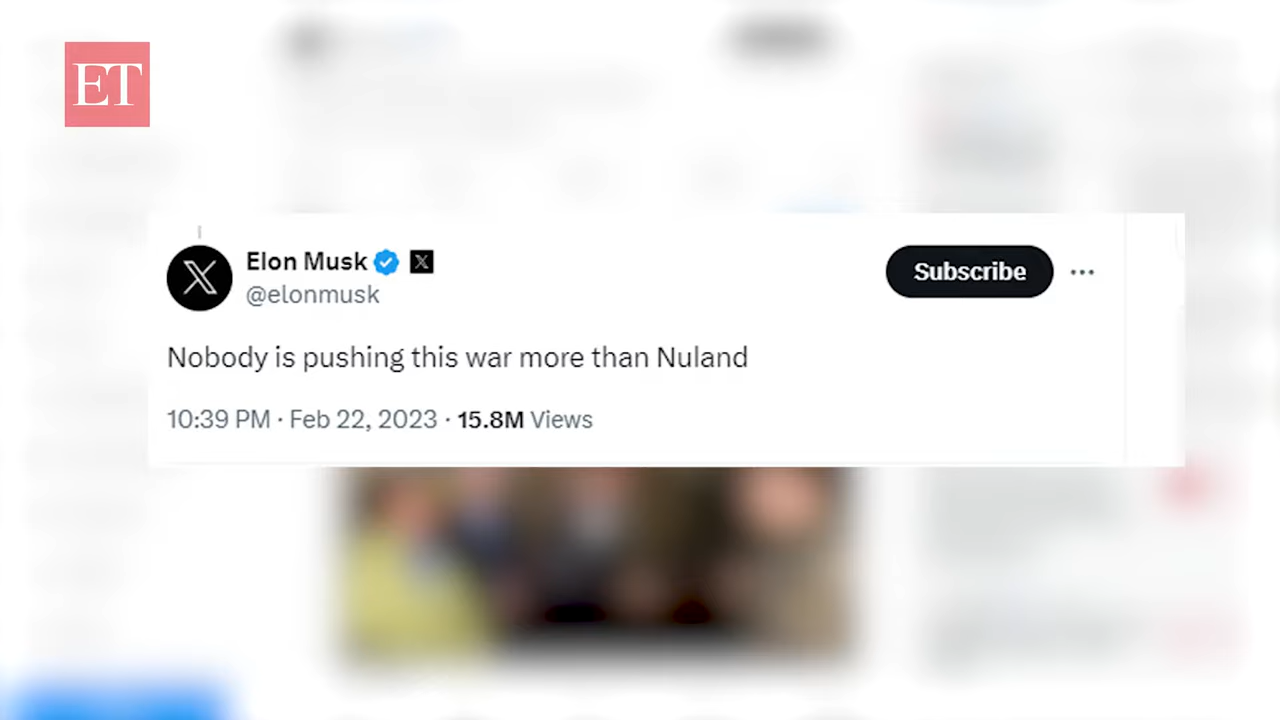 ET
Elon Musk
@elonmusk
Subscribe
Nobody is pushing this war more than Nuland
10:39 PM · Feb 22, 2023 · 15.8M Views